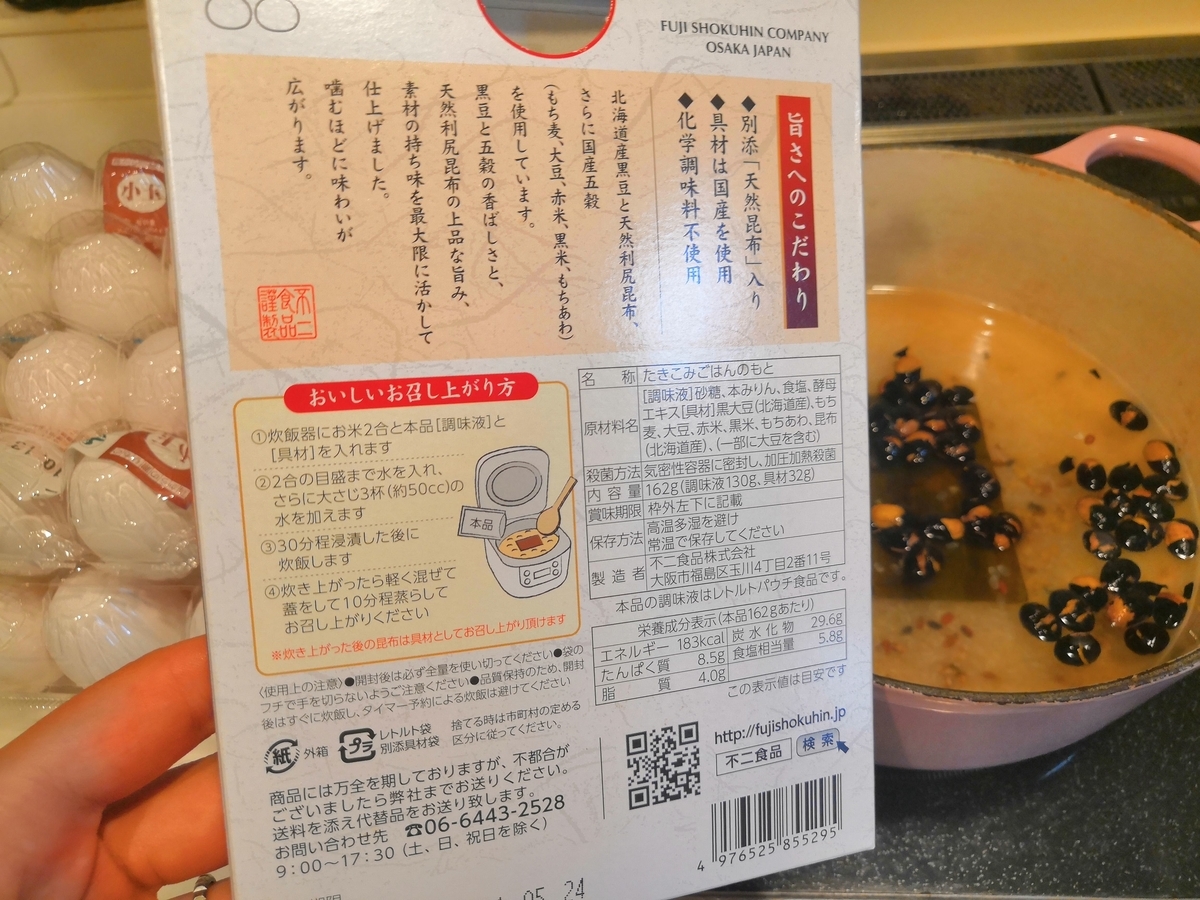 FUJI SHOKUHIN COMPANY
OSAKA JAPAN
旨さへのこだわり
◆別添「天然昆布」入り
◆具材は国産を使用
◆化学調味料不使用
北海道産黒豆と天然利尻昆布、
さらに国産五穀
(もち麦、大豆、赤米、黒米、もちあわ)
を使用しています。
黒豆と五穀の香ばしさと、
天然利尻昆布の上品な旨み、
素材の持ち味を最大限に活かして
仕上げました。
噛むほどに味わいが
広がります。
不二
食品
謹製
おいしいお召し上がり方
①炊飯器にお米2合と本品[調味液]と
[具材]を入れます
②2合の目盛まで水を入れ、
さらに大さじ3杯(約50cc)の
水を加えます
③30分程浸漬した後に
炊飯します
④炊き上がったら軽く混ぜて
蓋をして10分程蒸らして
お召し上がりください
本品
※炊き上がった後の昆布は具材としてお召し上がり頂けます
〈使用上の注意〉●開封後は必ず全量を使い切ってください●袋の
フチで手を切らないようご注意ください●品質保持のため、開封
後はすぐに炊飯し、タイマー予約による炊飯は避けてください
紙 外箱
プラ レトルト袋
別添具材袋
捨てる時は市町村の定める
区分に従ってください。
商品には万全を期しておりますが、不都合が
ございましたら弊社までお送りください。
送料を添え代替品をお送り致します。
お問い合わせ先 ☎06-6443-2528
9:00〜17:30 (土、日、祝日を除く)
名称 たきこみごはんのもと
原材料名 [調味液]砂糖、本みりん、食塩、酵母
エキス[具材]黒大豆(北海道産)、もち
麦、大豆、赤米、黒米、もちあわ、昆布
(北海道産)、(一部に大豆を含む)
殺菌方法 気密性容器に密封し、加圧加熱殺菌
内容量 162g(調味液130g、具材32g)
賞味期限 枠外左下に記載
保存方法 高温多湿を避け
常温で保存してください
製造者 不二食品株式会社
大阪市福島区玉川4丁目2番11号
本品の調味液はレトルトパウチ食品です。
栄養成分表示(本品162gあたり)
エネルギー 183kcal 炭水化物 29.6g
たんぱく質 8.5g 食塩相当量 5.8g
脂質 4.0g
この表示値は目安です
http://fujishokuhin.jp
不二食品 検索
4 976525 855295
05.24
小玉
10.13